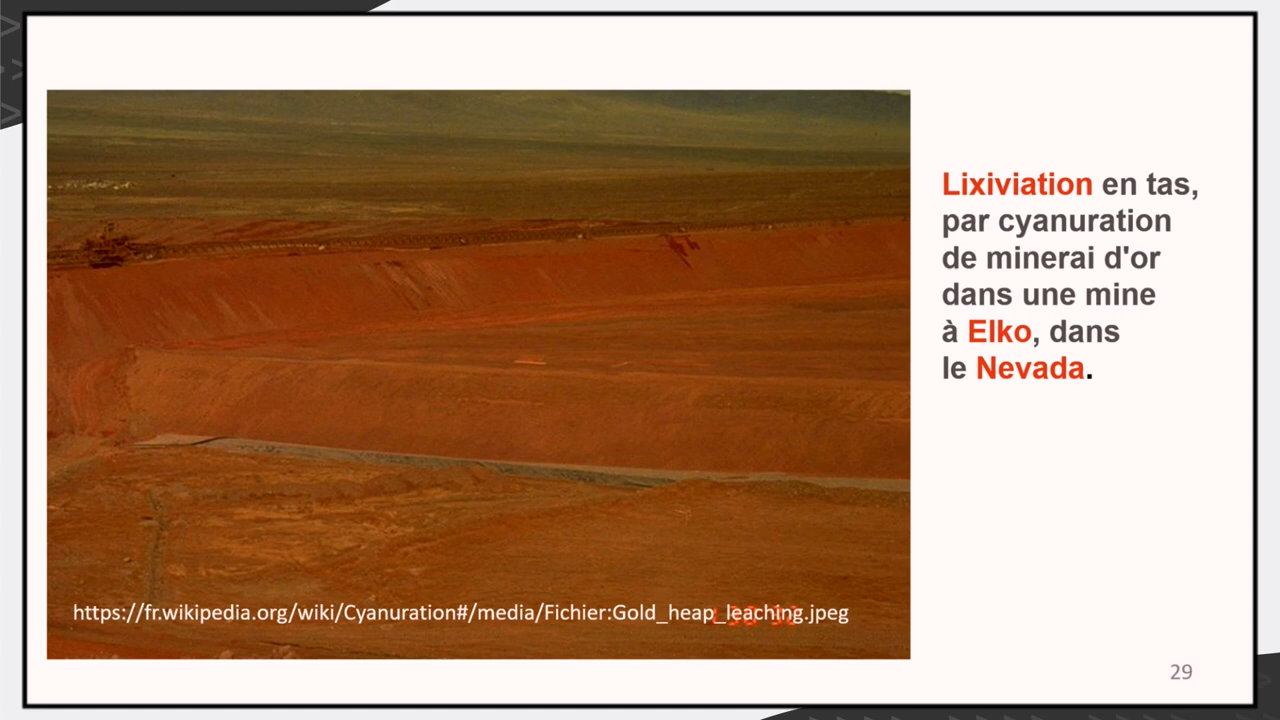 Lixiviation en tas,
par cyanuration
de minerai d'or
dans une mine
à Elko, dans
le Nevada.
https://fr.wikipedia.org/wiki/Cyanuration#/media/Fichier:Gold_heap_leaching.jpeg
29